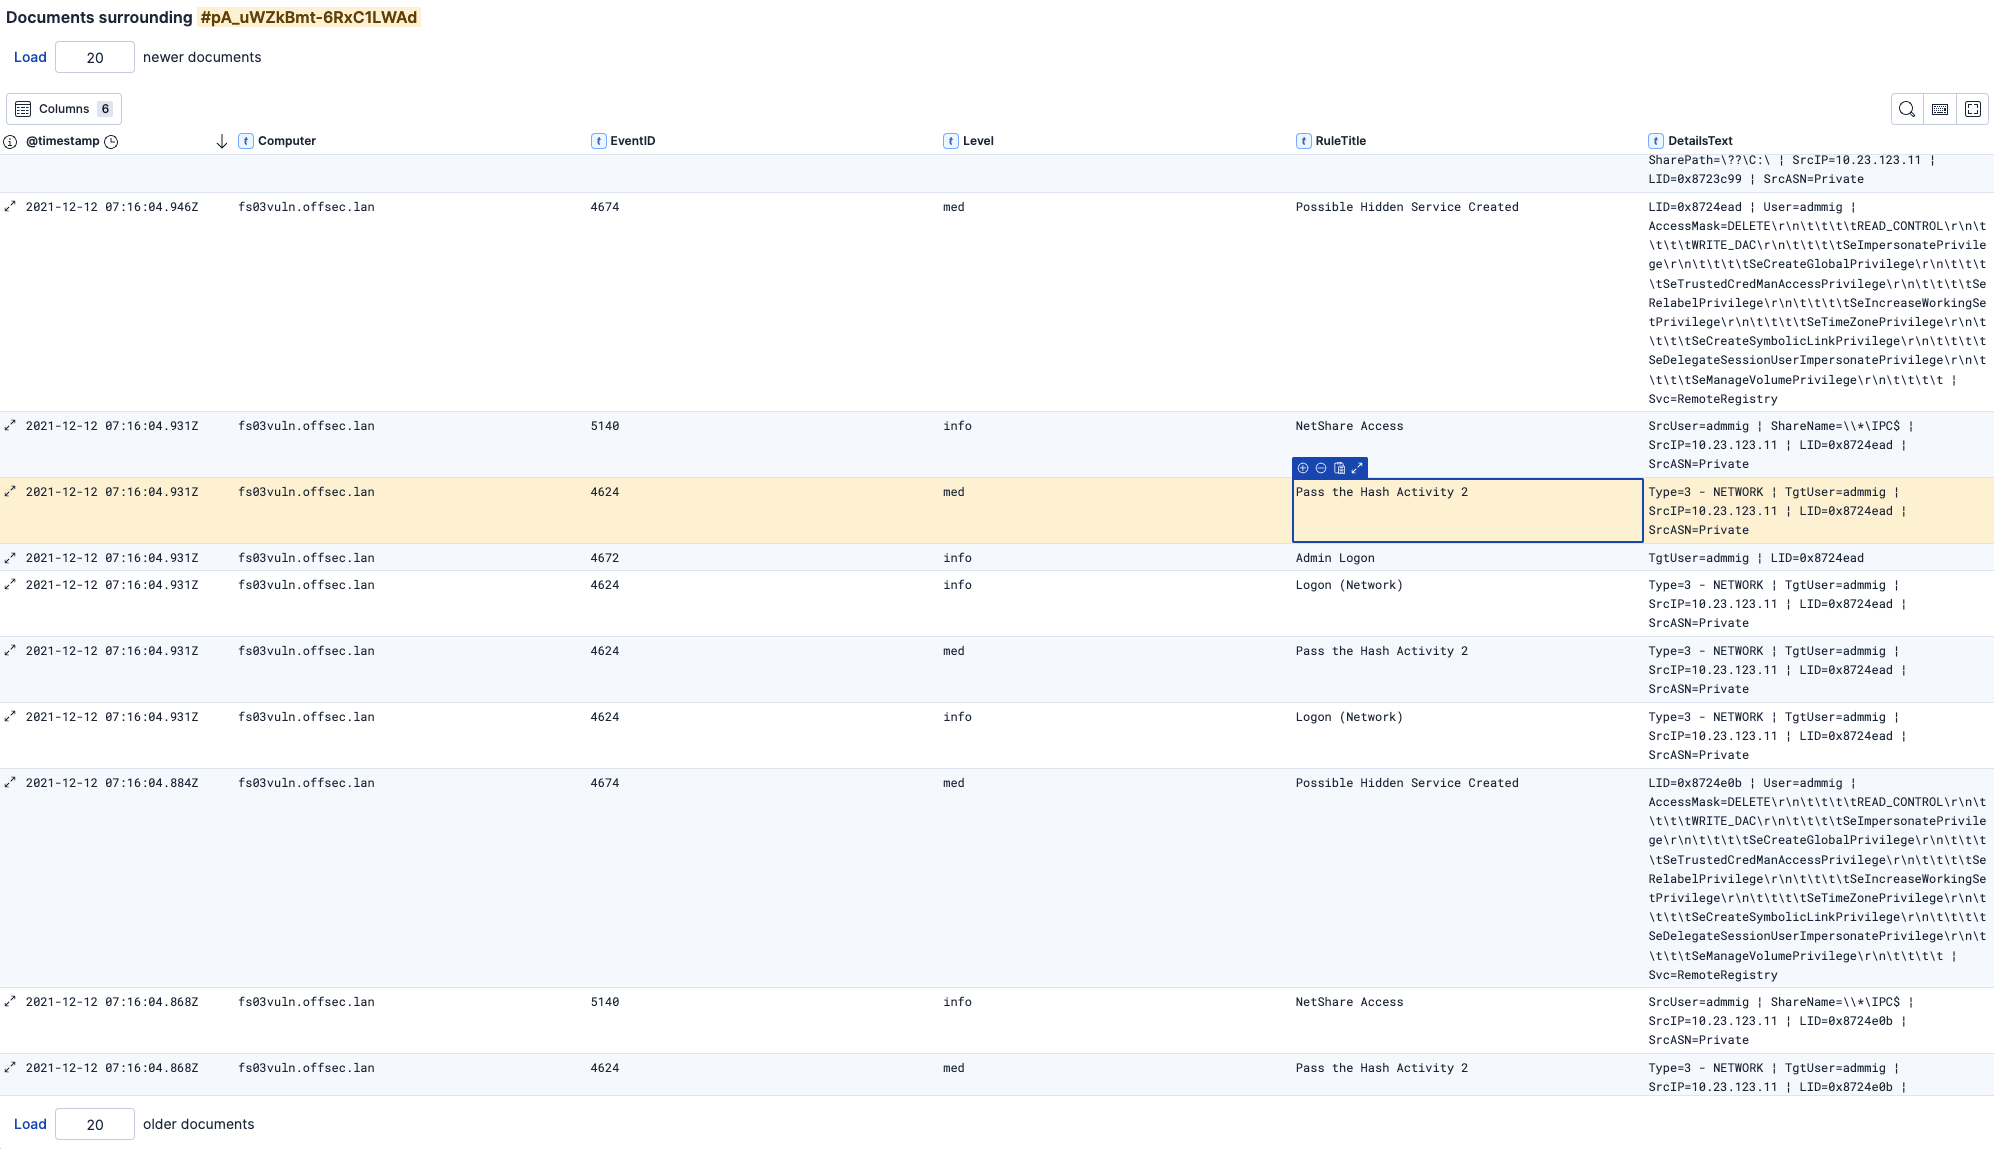 Documents surrounding #pA_uWZkBmt-6RxC1LWAd
Load 20 newer documents
Columns 6
@timestamp Computer EventID Level RuleTitle DetailsText
SharePath=\??\C:\ ¦ SrcIP=10.23.123.11 ¦
LID=0x8723c99 ¦ SrcASN=Private
2021-12-12 07:16:04.946Z fs03vuln.offsec.lan 4674 med Possible Hidden Service Created LID=0x8724ead ¦ User=admmig ¦
AccessMask=DELETE\r\n\t\t\t\tREAD_CONTROL\r\n\t
\t\t\tWRITE_DAC\r\n\t\t\t\tSeImpersonatePrivile
ge\r\n\t\t\t\tSeCreateGlobalPrivilege\r\n\t\t\t
\tSeTrustedCredManAccessPrivilege\r\n\t\t\t\tSe
RelabelPrivilege\r\n\t\t\t\tSeIncreaseWorkingSe
tPrivilege\r\n\t\t\t\tSeTimeZonePrivilege\r\n\t
\t\t\tSeCreateSymbolicLinkPrivilege\r\n\t\t\t\t
SeDelegateSessionUserImpersonatePrivilege\r\n\t
\t\t\tSeManageVolumePrivilege\r\n\t\t\t\t ¦
Svc=RemoteRegistry
2021-12-12 07:16:04.931Z fs03vuln.offsec.lan 5140 info NetShare Access SrcUser=admmig ¦ ShareName=\\*\IPC$ ¦
SrcIP=10.23.123.11 ¦ LID=0x8724ead ¦
SrcASN=Private
2021-12-12 07:16:04.931Z fs03vuln.offsec.lan 4624 med Pass the Hash Activity 2 Type=3 - NETWORK ¦ TgtUser=admmig ¦
SrcIP=10.23.123.11 ¦ LID=0x8724ead ¦
SrcASN=Private
2021-12-12 07:16:04.931Z fs03vuln.offsec.lan 4672 info Admin Logon TgtUser=admmig ¦ LID=0x8724ead
2021-12-12 07:16:04.931Z fs03vuln.offsec.lan 4624 info Logon (Network) Type=3 - NETWORK ¦ TgtUser=admmig ¦
SrcIP=10.23.123.11 ¦ LID=0x8724ead ¦
SrcASN=Private
2021-12-12 07:16:04.931Z fs03vuln.offsec.lan 4624 med Pass the Hash Activity 2 Type=3 - NETWORK ¦ TgtUser=admmig ¦
SrcIP=10.23.123.11 ¦ LID=0x8724ead ¦
SrcASN=Private
2021-12-12 07:16:04.931Z fs03vuln.offsec.lan 4624 info Logon (Network) Type=3 - NETWORK ¦ TgtUser=admmig ¦
SrcIP=10.23.123.11 ¦ LID=0x8724ead ¦
SrcASN=Private
2021-12-12 07:16:04.884Z fs03vuln.offsec.lan 4674 med Possible Hidden Service Created LID=0x8724e0b ¦ User=admmig ¦
AccessMask=DELETE\r\n\t\t\t\tREAD_CONTROL\r\n\t
\t\t\tWRITE_DAC\r\n\t\t\t\tSeImpersonatePrivile
ge\r\n\t\t\t\tSeCreateGlobalPrivilege\r\n\t\t\t
\tSeTrustedCredManAccessPrivilege\r\n\t\t\t\tSe
RelabelPrivilege\r\n\t\t\t\tSeIncreaseWorkingSe
tPrivilege\r\n\t\t\t\tSeTimeZonePrivilege\r\n\t
\t\t\tSeCreateSymbolicLinkPrivilege\r\n\t\t\t\t
SeDelegateSessionUserImpersonatePrivilege\r\n\t
\t\t\tSeManageVolumePrivilege\r\n\t\t\t\t ¦
Svc=RemoteRegistry
2021-12-12 07:16:04.868Z fs03vuln.offsec.lan 5140 info NetShare Access SrcUser=admmig ¦ ShareName=\\*\IPC$ ¦
SrcIP=10.23.123.11 ¦ LID=0x8724e0b ¦
SrcASN=Private
2021-12-12 07:16:04.868Z fs03vuln.offsec.lan 4624 med Pass the Hash Activity 2 Type=3 - NETWORK ¦ TgtUser=admmig ¦
SrcIP=10.23.123.11 ¦ LID=0x8724e0b ¦
Load 20 older documents